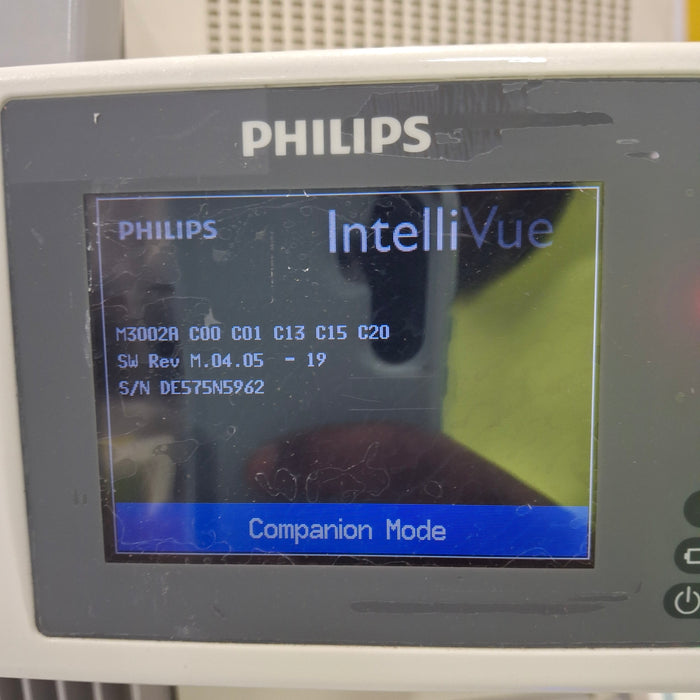 PHILIPS
PHILIPS
IntelliVue
M3002A C00 C01 C13 C15 C20
SW Rev M.04.05 - 19
S/N DE575N5962
Companion Mode